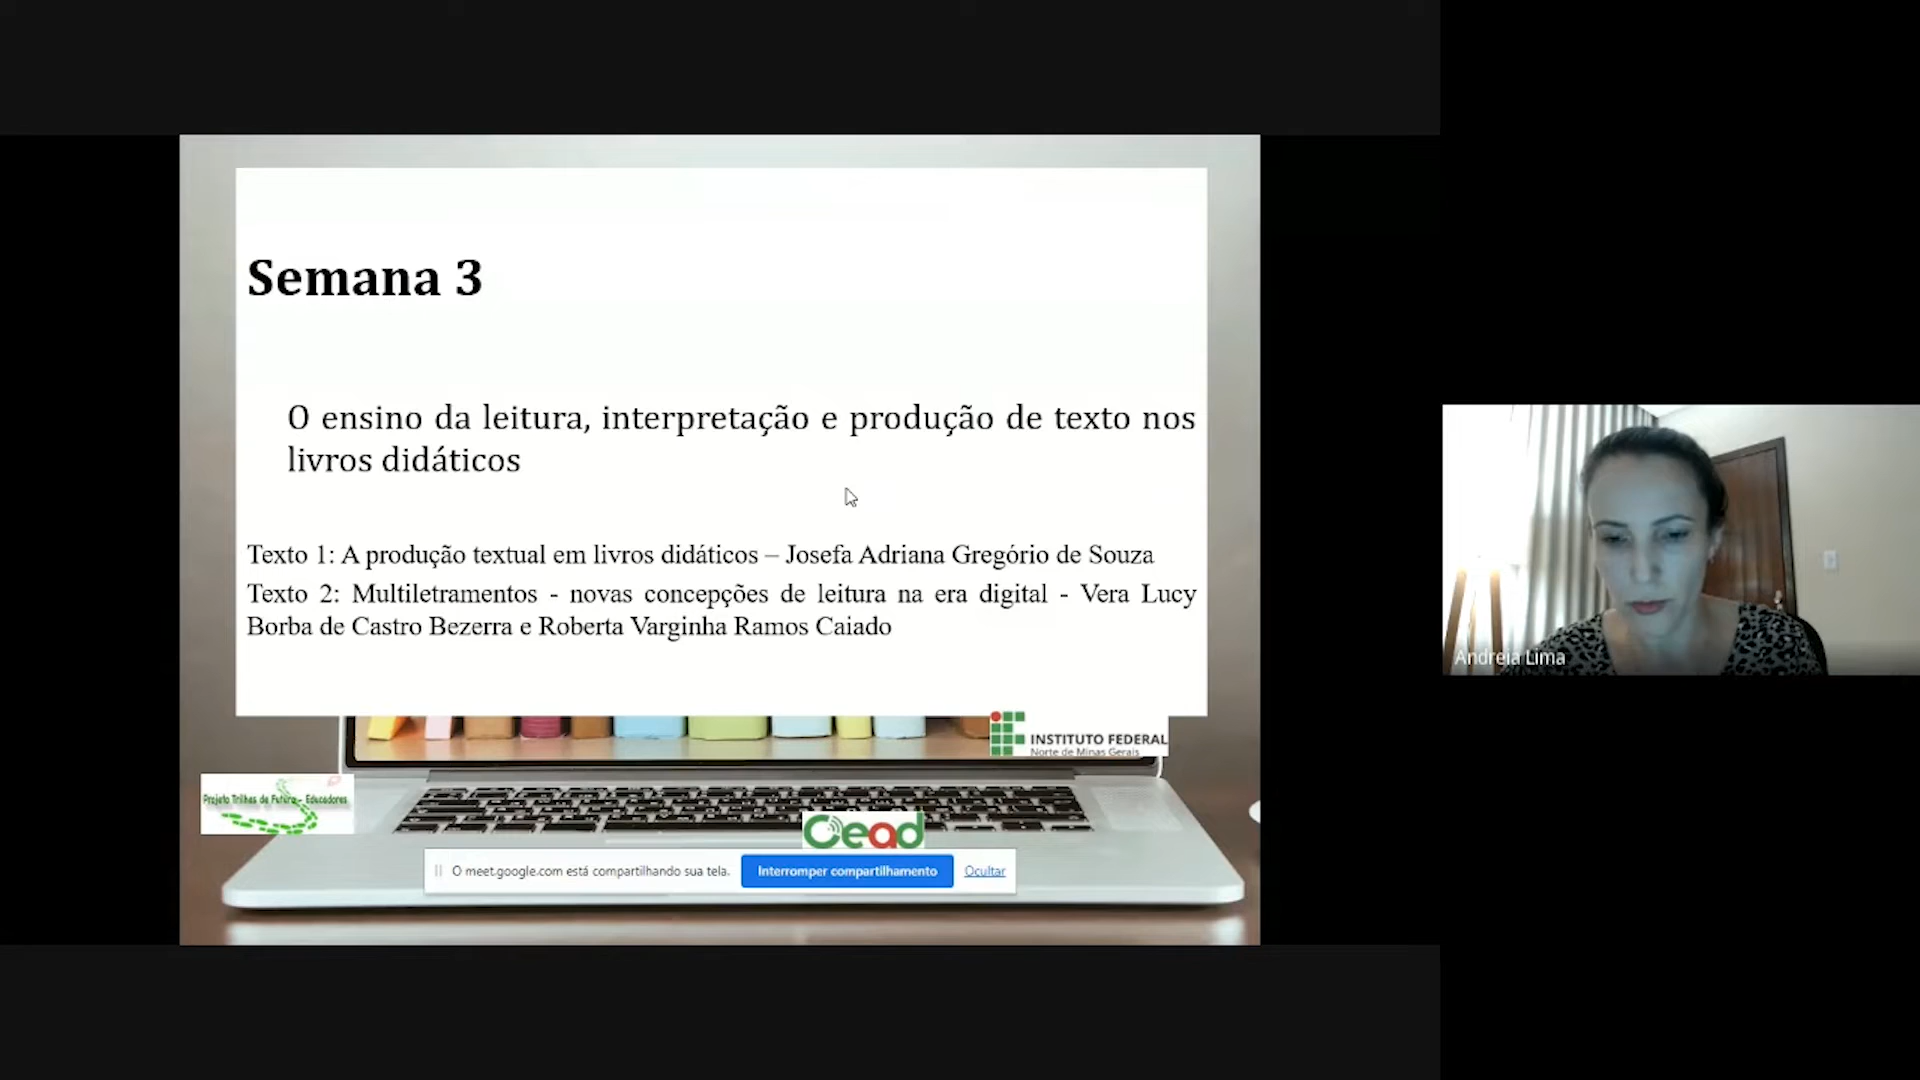 Semana 3
O ensino da leitura, interpretação e produção de texto nos
livros didáticos
Texto 1: A produção textual em livros didáticos – Josefa Adriana Gregório de Souza
Texto 2: Multiletramentos - novas concepções de leitura na era digital - Vera Lucy
Borba de Castro Bezerra e Roberta Varginha Ramos Caiado
INSTITUTO FEDERAL
Norte de Minas Gerais
Projeto Trilhas de Futuro - Educadores
Cead
O meet.google.com está compartilhando sua tela.
Interromper compartilhamento
Ocultar
Andreia Lima